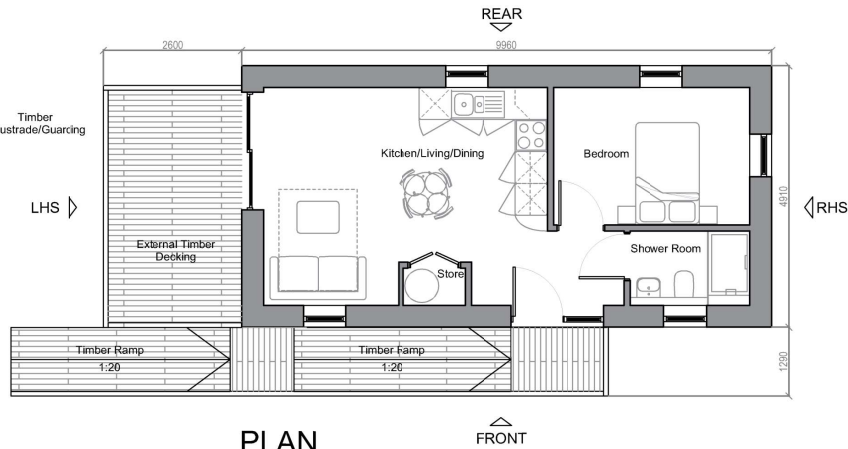 REAR
2600
9960
Timber
ustrade/Guarding
Kitchen/Living/Dining
Bedroom
LHS
4910
RHS
External Timber
Decking
Shower Room
Store
Timber Ramp
1:20
Timber Ramp
1:20
1290
FRONT
PLAN